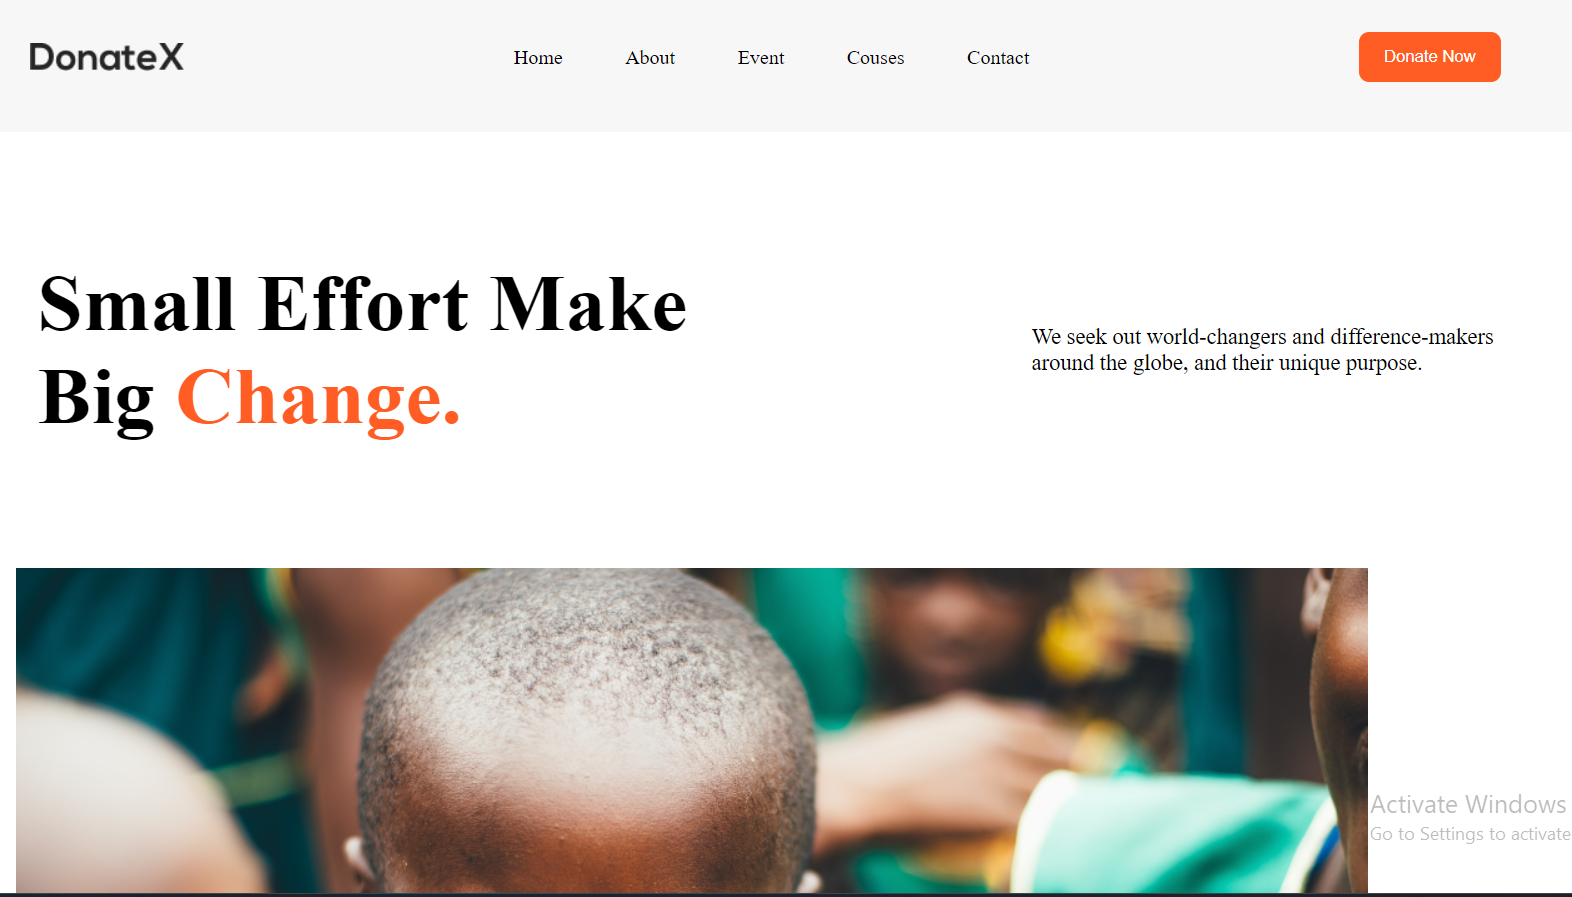 DonateX
Home About Event Couses Contact
Donate Now
Small Effort Make
Big Change.
We seek out world-changers and difference-makers
around the globe, and their unique purpose.
Activate Windows
Go to Settings to activate